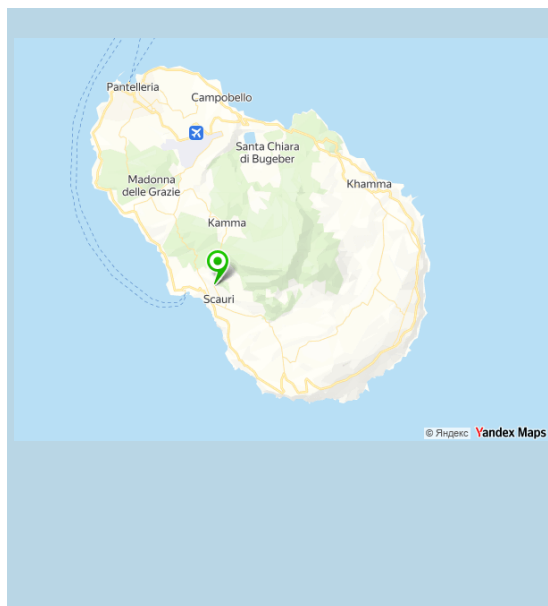 Pantelleria
Campobello
Santa Chiara
di Bugeber
Madonna
delle Grazie
Khamma
Kamma
Scauri
© Яндекс Yandex Maps